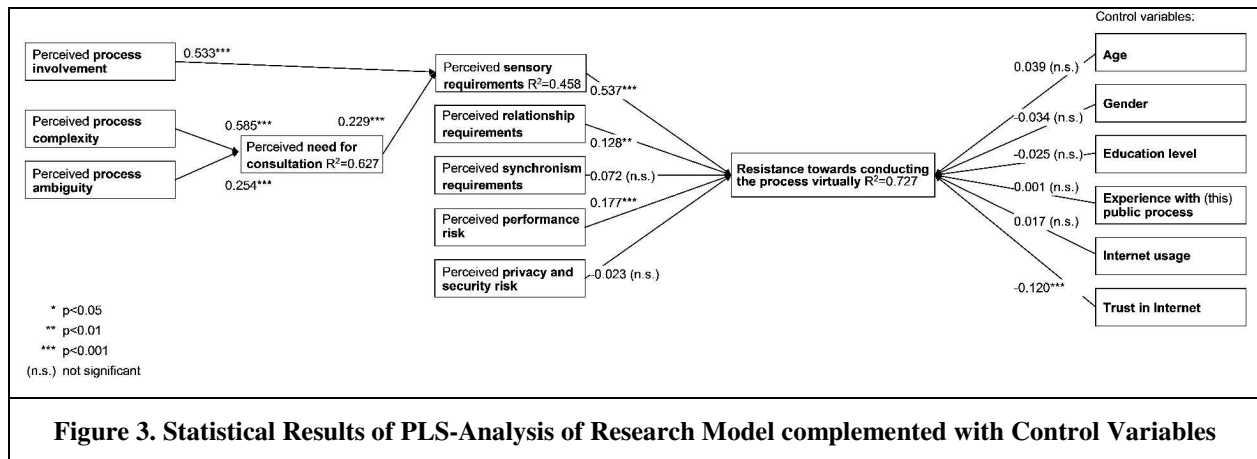 Control variables:
Perceived process
involvement
0.533***
Perceived process
complexity
0.585***
Perceived process
ambiguity
0.254***
Perceived need for
consultation R²=0.627
0.229***
Perceived sensory
requirements R²=0.458
0.537***
Perceived relationship
requirements
0.128**
Perceived synchronism
requirements
-0.072 (n.s.)
Perceived performance
risk
0.177***
Perceived privacy and
security risk
-0.023 (n.s.)
Resistance towards conducting
the process virtually R²=0.727
0.039 (n.s.)
Age
-0.034 (n.s.)
Gender
-0.025 (n.s.)
Education level
0.001 (n.s.)
Experience with (this)
public process
0.017 (n.s.)
Internet usage
-0.120***
Trust in Internet
* p<0.05
** p<0.01
*** p<0.001
(n.s.) not significant
Figure 3. Statistical Results of PLS-Analysis of Research Model complemented with Control Variables